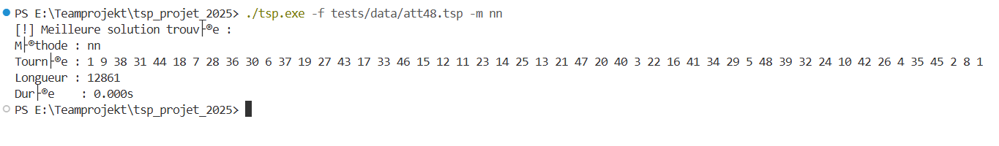 PS E:\Teamprojekt\tsp_projet_2025> ./tsp.exe -f tests/data/att48.tsp -m nn
[!] Meilleure solution trouv├®e :
M├®thode : nn
Tourn├®e : 1 9 38 31 44 18 7 28 36 30 6 37 19 27 43 17 33 46 15 12 11 23 14 25 13 21 47 20 40 3 22 16 41 34 29 5 48 39 32 24 10 42 26 4 35 45 2 8 1
Longueur : 12861
Dur├®e    : 0.000s
PS E:\Teamprojekt\tsp_projet_2025>